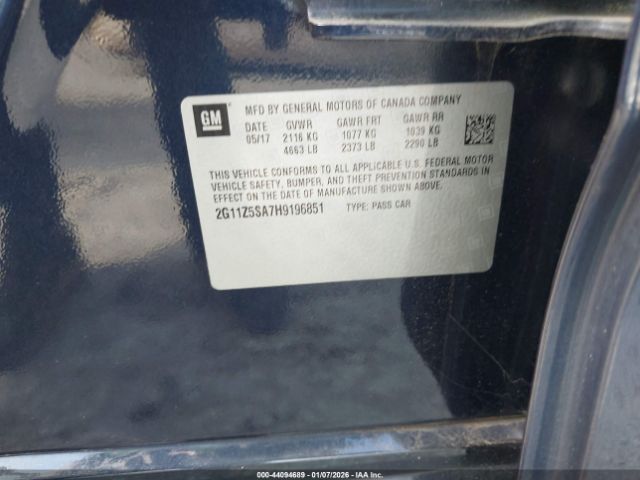 GM
MFD BY GENERAL MOTORS OF CANADA COMPANY
DATE GVWR GAWR FRT GAWR RR
05/17 2116 KG 1077 KG 1039 KG
4663 LB 2373 LB 2290 LB
THIS VEHICLE CONFORMS TO ALL APPLICABLE U.S. FEDERAL MOTOR
VEHICLE SAFETY, BUMPER, AND THEFT PREVENTION STANDARDS IN
EFFECT ON THE DATE OF MANUFACTURE SHOWN ABOVE.
2G11Z5SA7H9196851 TYPE: PASS CAR
000-44094689 - 01/07/2026 - IAA Inc.